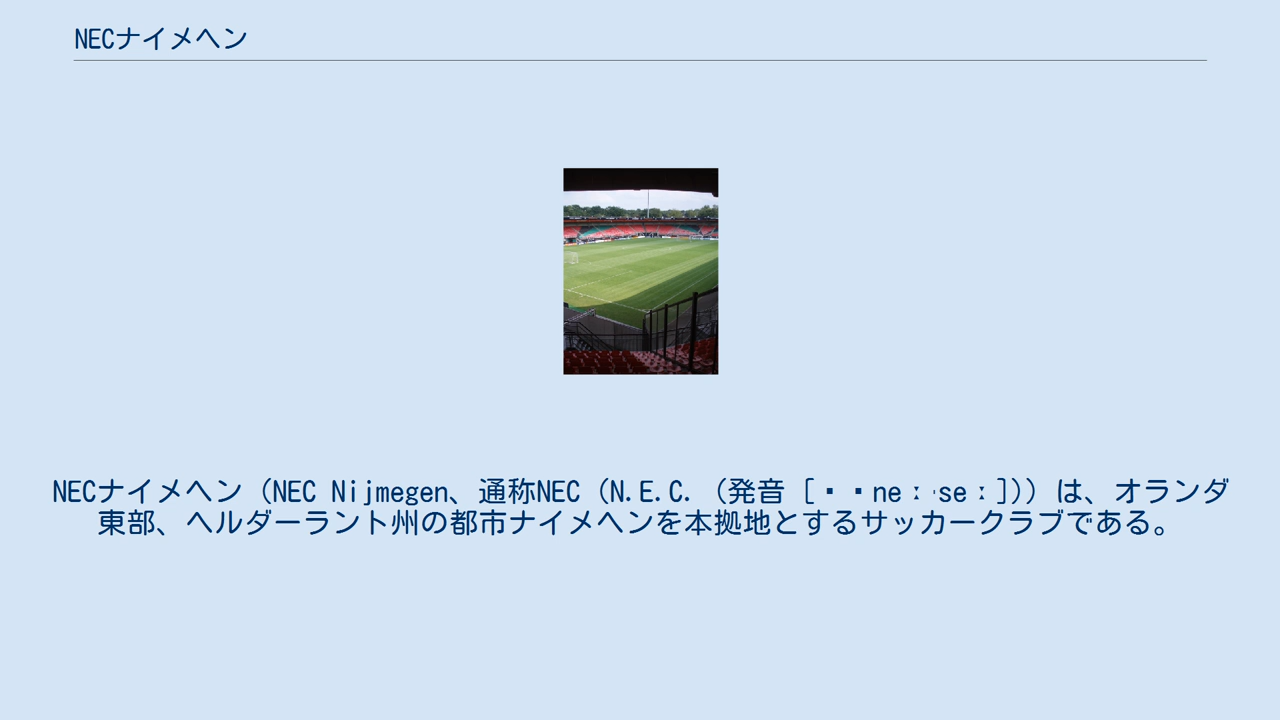 NECナイメヘン
NECナイメヘン（NEC Nijmegen、通称NEC（N.E.C.（発音 [▪▪neːˈseː]））は、オランダ
東部、ヘルダーラント州の都市ナイメヘンを本拠地とするサッカークラブである。